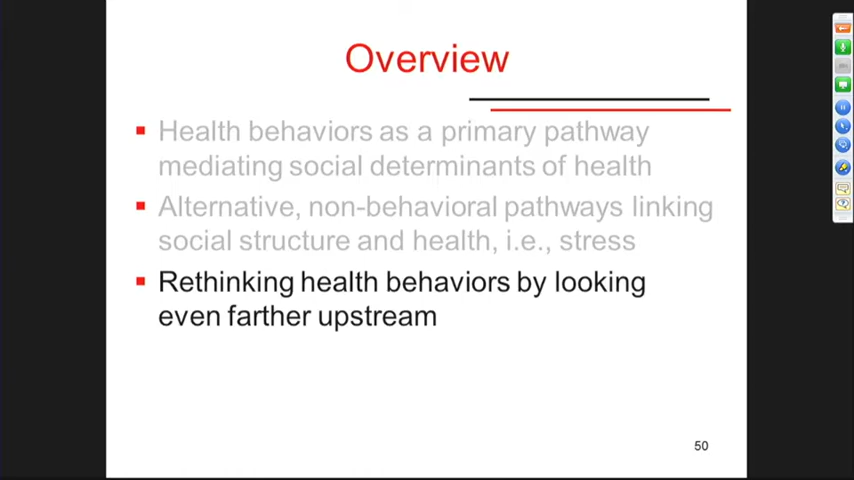 Overview
Health behaviors as a primary pathway
mediating social determinants of health
Alternative, non-behavioral pathways linking
social structure and health, i.e., stress
Rethinking health behaviors by looking
even farther upstream
50